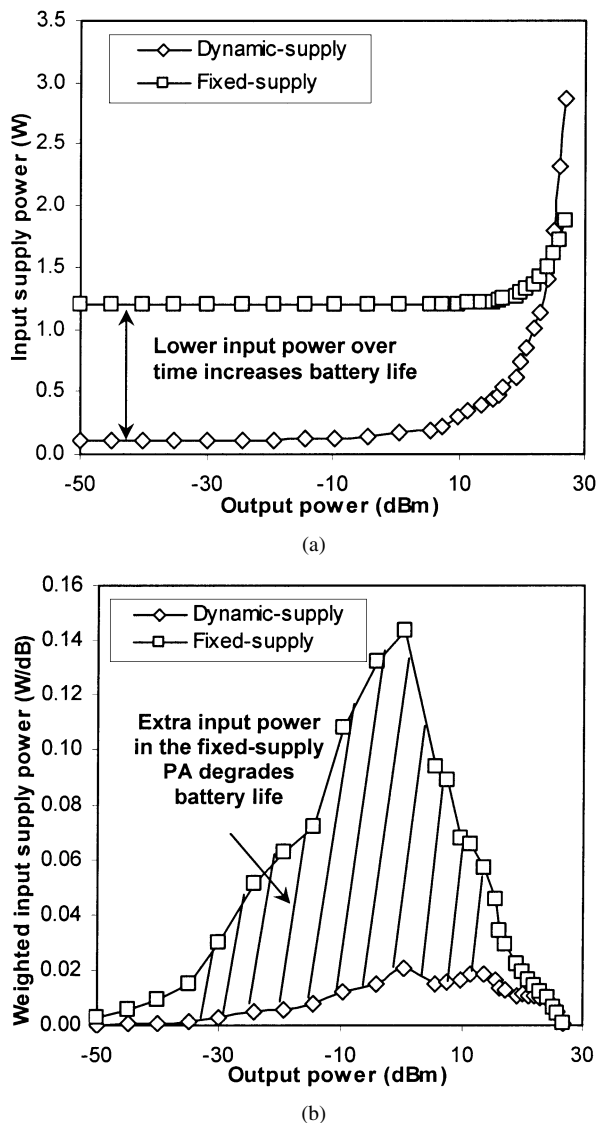 3.5
3.0
2.5
2.0
1.5
1.0
0.5
0.0
Input supply power (W)
Dynamic-supply
Fixed-supply
Lower input power over
time increases battery life
-50
-30
-10
10
30
Output power (dBm)
(a)
0.16
0.14
0.12
0.10
0.08
0.06
0.04
0.02
0.00
Weighted input supply power (W/dB)
Dynamic-supply
Fixed-supply
Extra input power
in the fixed-supply
PA degrades
battery life
-50
-30
-10
10
30
Output power (dBm)
(b)